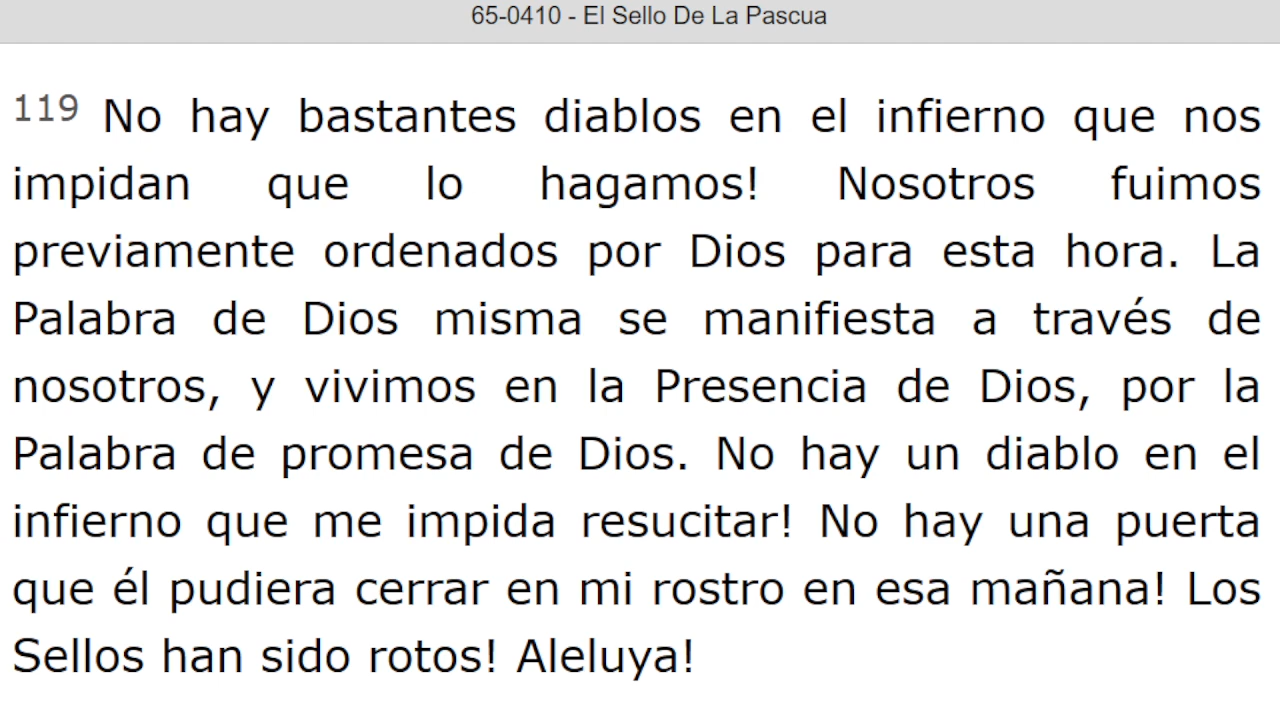 65-0410 - El Sello De La Pascua
119 No hay bastantes diablos en el infierno que nos
impidan que lo hagamos! Nosotros fuimos
previamente ordenados por Dios para esta hora. La
Palabra de Dios misma se manifiesta a través de
nosotros, y vivimos en la Presencia de Dios, por la
Palabra de promesa de Dios. No hay un diablo en el
infierno que me impida resucitar! No hay una puerta
que él pudiera cerrar en mi rostro en esa mañana! Los
Sellos han sido rotos! Aleluya!